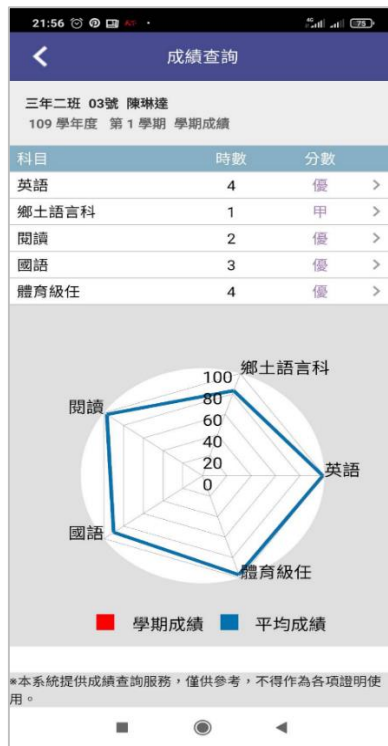 21:56
75
成績查詢
三年二班 03號 陳琳達
109 學年度 第 1 學期 學期成績
科目 時數 分數
英語 4 優
鄉土語言科 1 甲
閱讀 2 優
國語 3 優
體育級任 4 優
鄉土語言科
100
80
60
40
20
0
閱讀
英語
國語
體育級任
學期成績 平均成績
*本系統提供成績查詢服務，僅供參考，不得作為各項證明使
用。